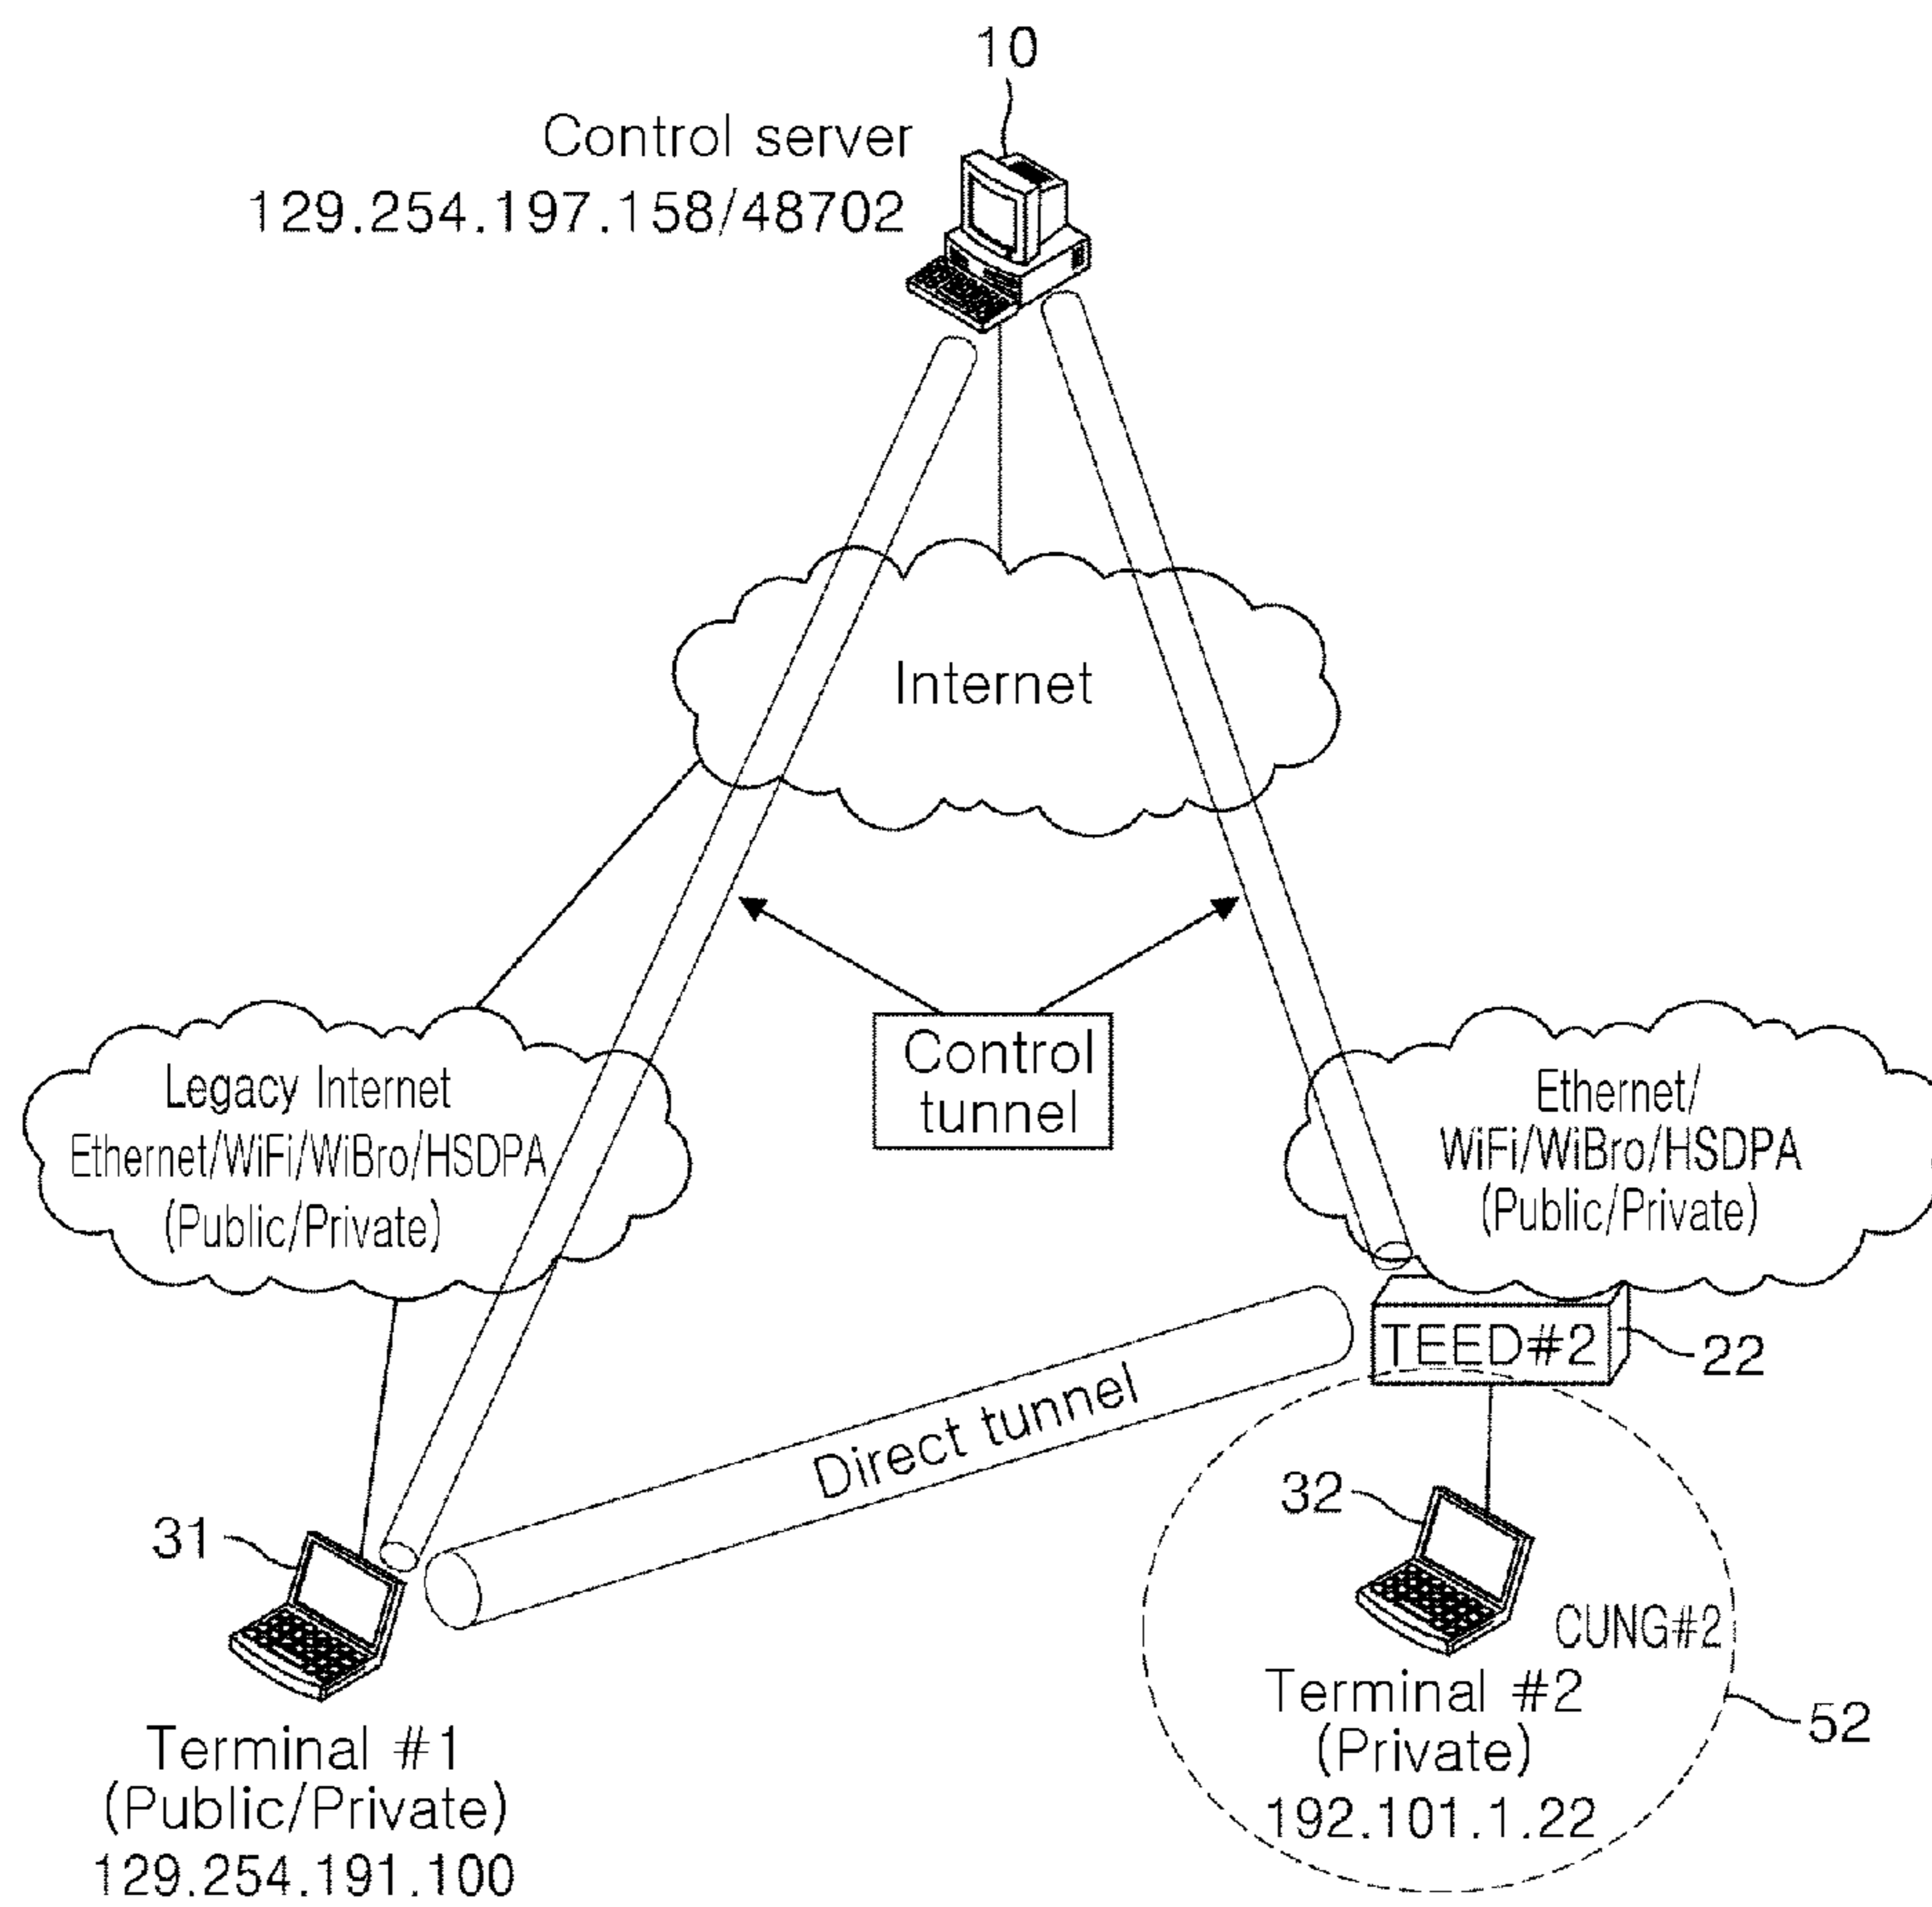 10
Control server
129.254.197.158/48702
Internet
Control
tunnel
Legacy Internet
Ethernet/WiFi/WiBro/HSDPA
(Public/Private)
Ethernet/
WiFi/WiBro/HSDPA
(Public/Private)
TEED#2
22
Direct tunnel
31
32
CUNG#2
Terminal #2
(Private)
192.101.1.22
52
Terminal #1
(Public/Private)
129.254.191.100